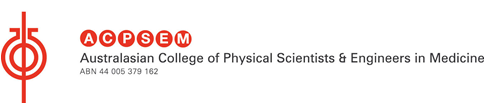 ACPSEM
Australasian College of Physical Scientists & Engineers in Medicine
ABN 44 005 379 162